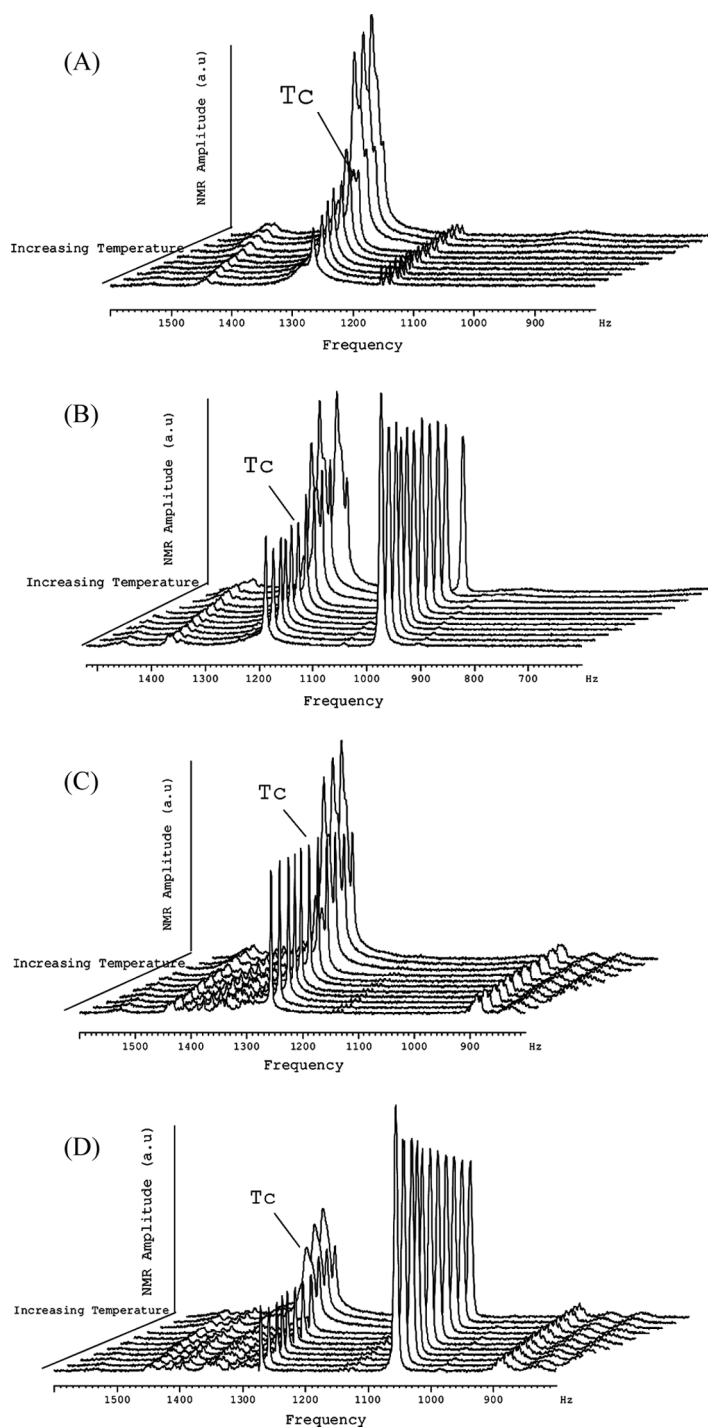 (A)
NMR Amplitude (a.u)
Tc
Increasing Temperature
1500 1400 1300 1200 1100 1000 900 Hz
Frequency
(B)
NMR Amplitude (a.u)
Tc
Increasing Temperature
1400 1300 1200 1100 1000 900 800 700 Hz
Frequency
(C)
NMR Amplitude (a.u)
Tc
Increasing Temperature
1500 1400 1300 1200 1100 1000 900 Hz
Frequency
(D)
NMR Amplitude (a.u)
Tc
Increasing Temperature
1500 1400 1300 1200 1100 1000 900 Hz
Frequency